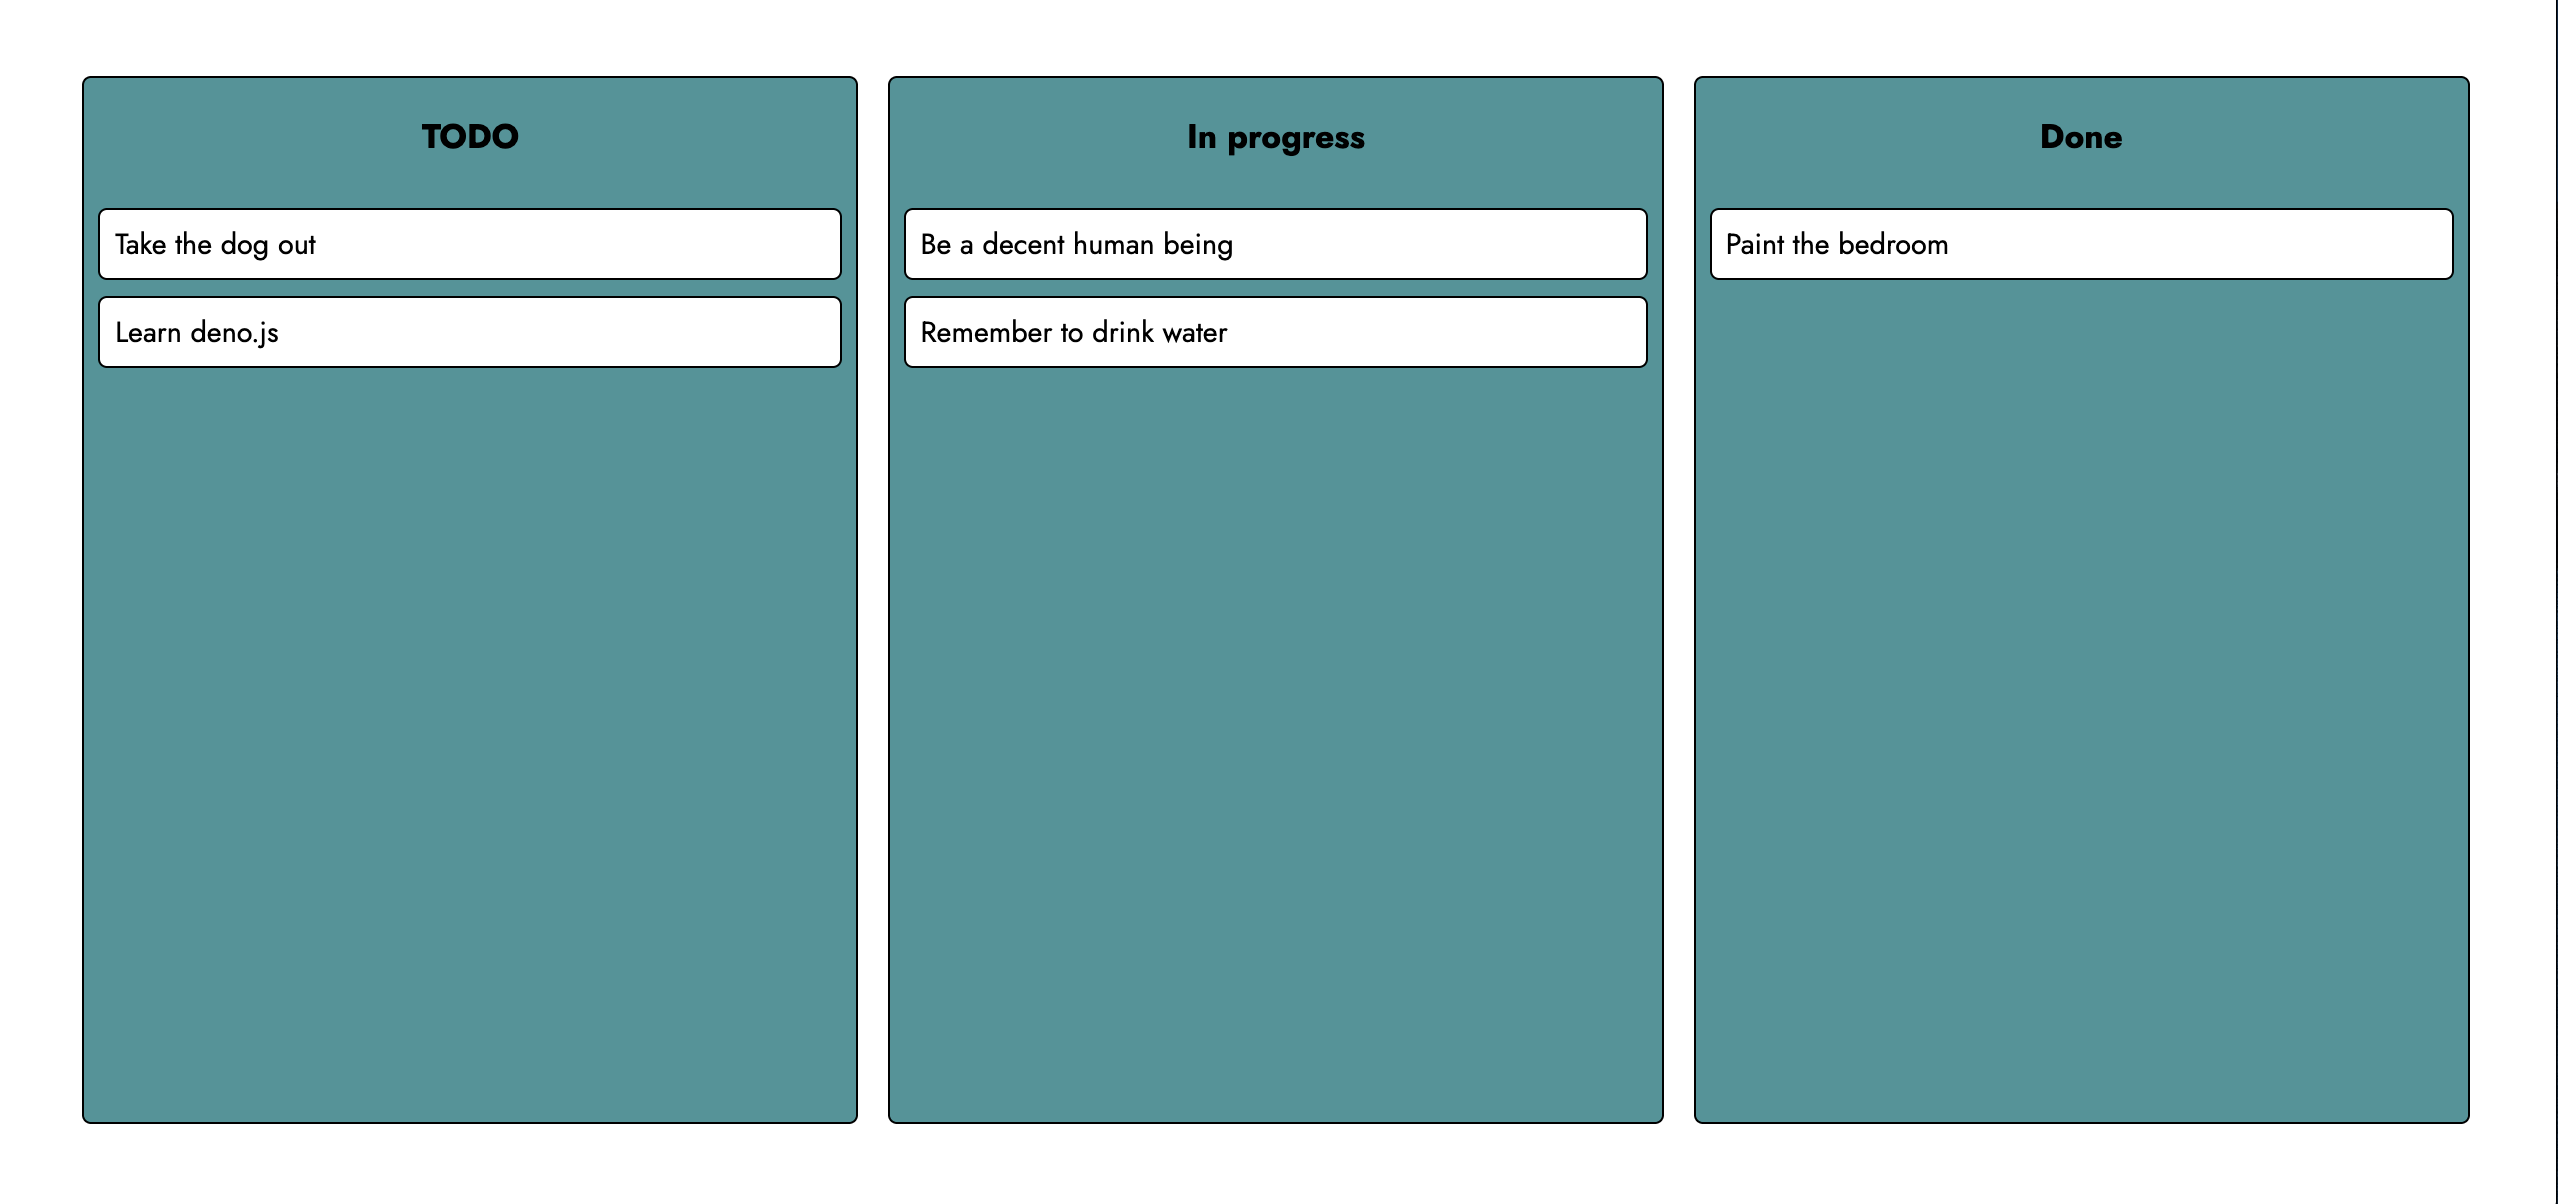 TODO
Take the dog out
Learn deno.js
In progress
Be a decent human being
Remember to drink water
Done
Paint the bedroom